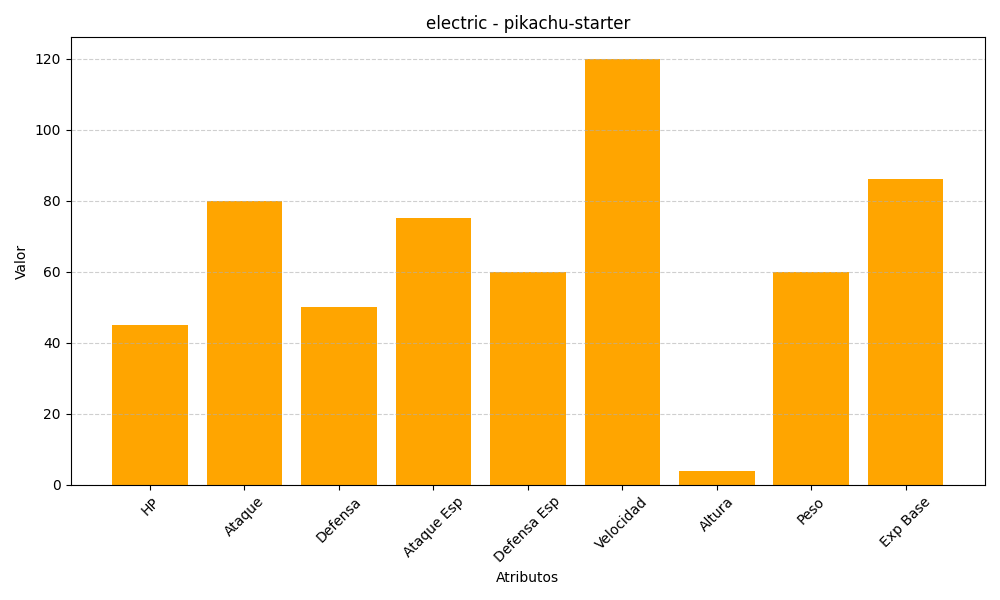 electric - pikachu-starter
Valor
120
100
80
60
40
20
0
HP
Ataque
Defensa
Ataque Esp
Defensa Esp
Velocidad
Altura
Peso
Exp Base
Atributos